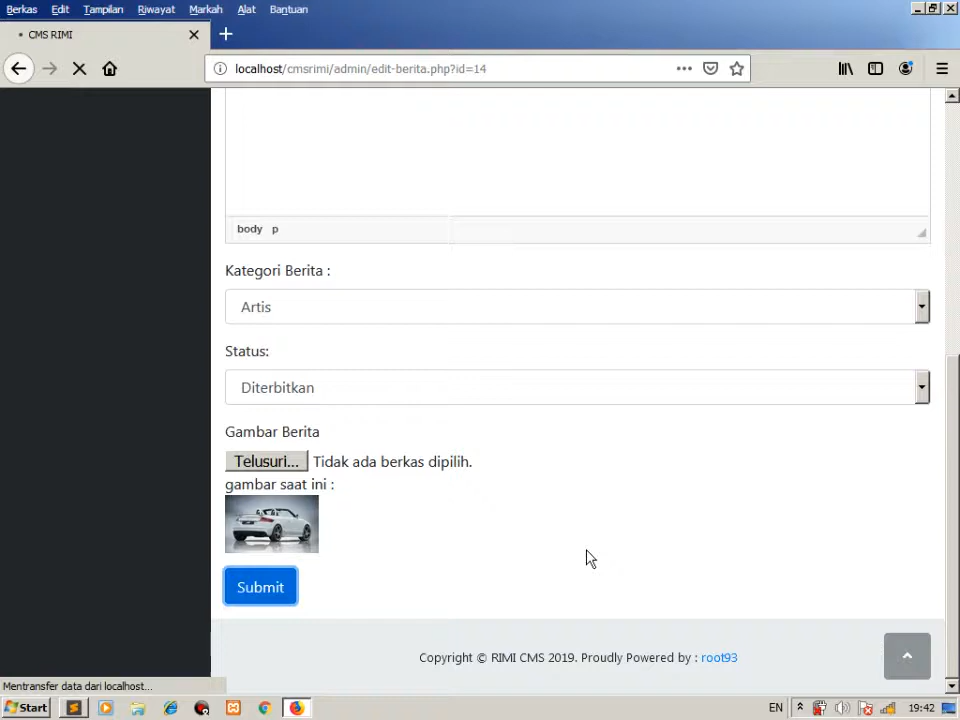 Berkas Edit Tampilan Riwayat Markah Alat Bantuan
CMS RIMI
localhost/cmsrimi/admin/edit-berita.php?id=14
body p
Kategori Berita :
Artis
Status:
Diterbitkan
Gambar Berita
Telusuri... Tidak ada berkas dipilih.
gambar saat ini :
Submit
Copyright © RIMI CMS 2019. Proudly Powered by : root93
Mentransfer data dari localhost...
Start EN 19:42